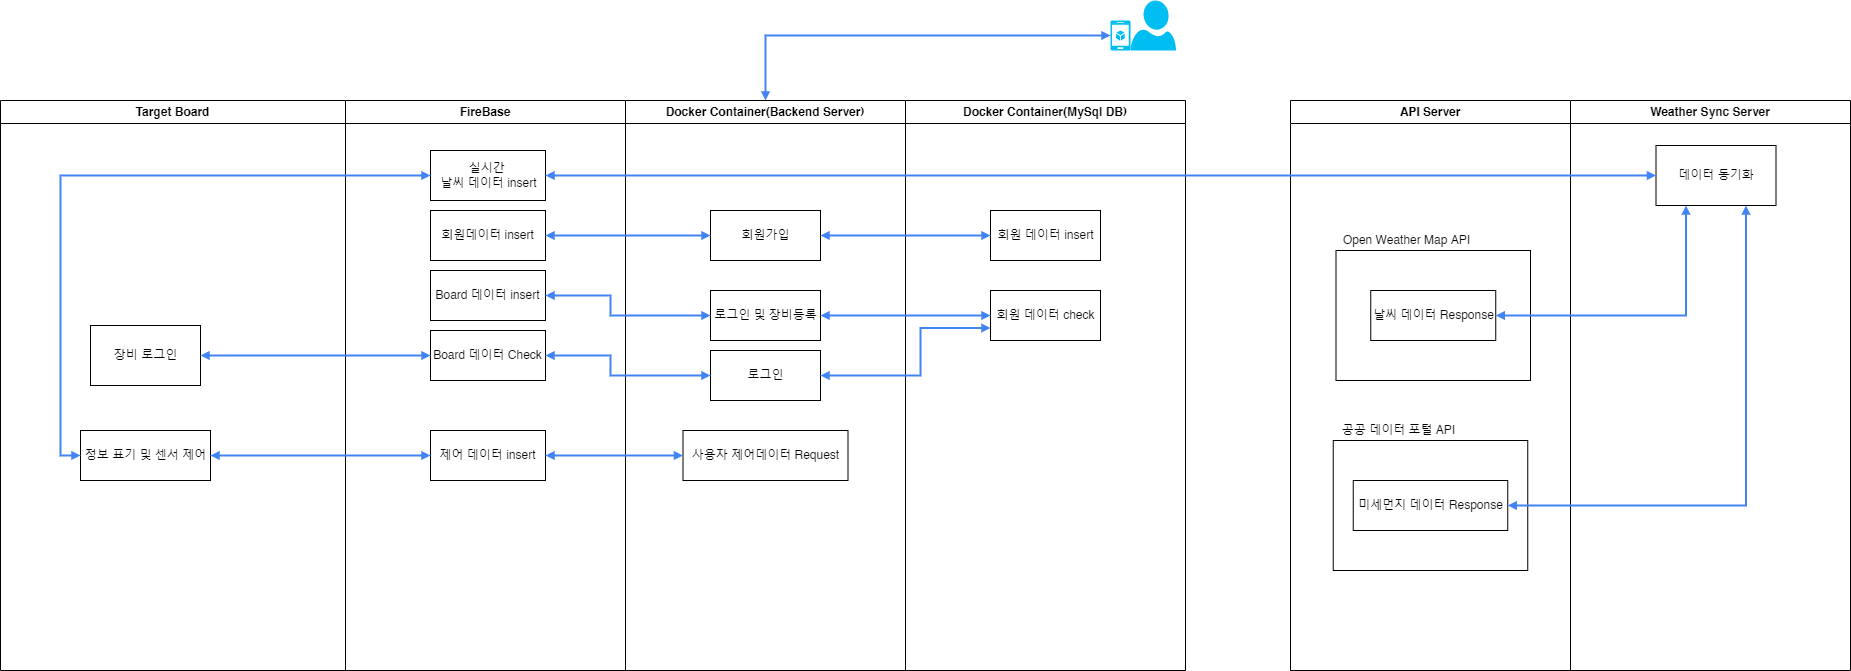 Target Board
FireBase
Docker Container(Backend Server)
Docker Container(MySql DB)
API Server
Weather Sync Server
실시간
날씨 데이터 insert
데이터 동기화
회원데이터 insert
회원가입
회원 데이터 insert
Open Weather Map API
Board 데이터 insert
로그인 및 장비등록
회원 데이터 check
날씨 데이터 Response
장비 로그인
Board 데이터 Check
로그인
공공 데이터 포털 API
정보 표기 및 센서 제어
제어 데이터 insert
사용자 제어데이터 Request
미세먼지 데이터 Response